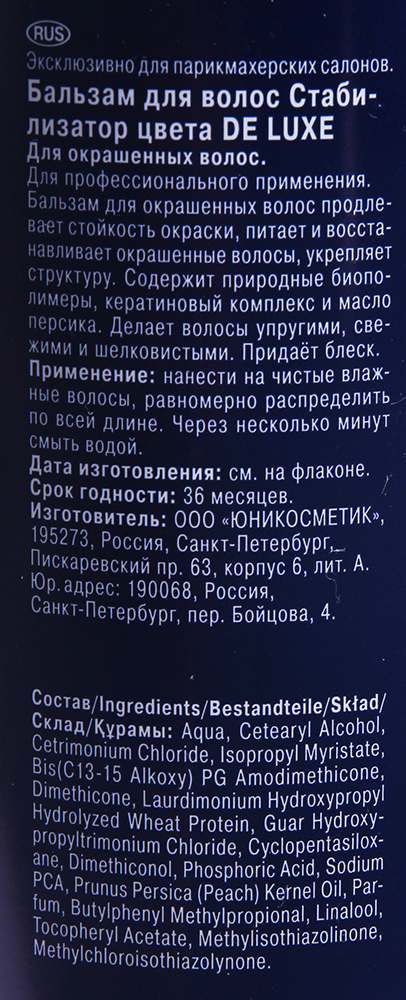 RUS
Эксклюзивно для парикмахерских салонов.
Бальзам для волос Стаби-
лизатор цвета DE LUXE
Для окрашенных волос.
Для профессионального применения.
Бальзам для окрашенных волос продле-
вает стойкость окраски, питает и восста-
навливает окрашенные волосы, укрепляет
структуру. Содержит природные биопо-
лимеры, кератиновый комплекс и масло
персика. Делает волосы упругими, све-
жими и шелковистыми. Придаёт блеск.
Применение: нанести на чистые влаж-
ные волосы, равномерно распределить
по всей длине. Через несколько минут
смыть водой.
Дата изготовления: см. на флаконе.
Срок годности: 36 месяцев.
Изготовитель: ООО «ЮНИКОСМЕТИК»,
195273, Россия, Санкт-Петербург,
Пискаревский пр. 63, корпус 6, лит. А.
Юр. адрес: 190068, Россия,
Санкт-Петербург, пер. Бойцова, 4.
Состав/Ingredients/Bestandteile/Skład/
Склад/Құрамы: Aqua, Cetearyl Alcohol,
Cetrimonium Chloride, Isopropyl Myristate,
Bis(C13-15 Alkoxy) PG Amodimethicone,
Dimethicone, Laurdimonium Hydroxypropyl
Hydrolyzed Wheat Protein, Guar Hydroxy-
propyltrimonium Chloride, Cyclopentasilox-
ane, Dimethiconol, Phosphoric Acid, Sodium
PCA, Prunus Persica (Peach) Kernel Oil, Par-
fum, Butylphenyl Methylpropional, Linalool,
Tocopheryl Acetate, Methylisothiazolinone,
Methylchloroisothiazolynone.